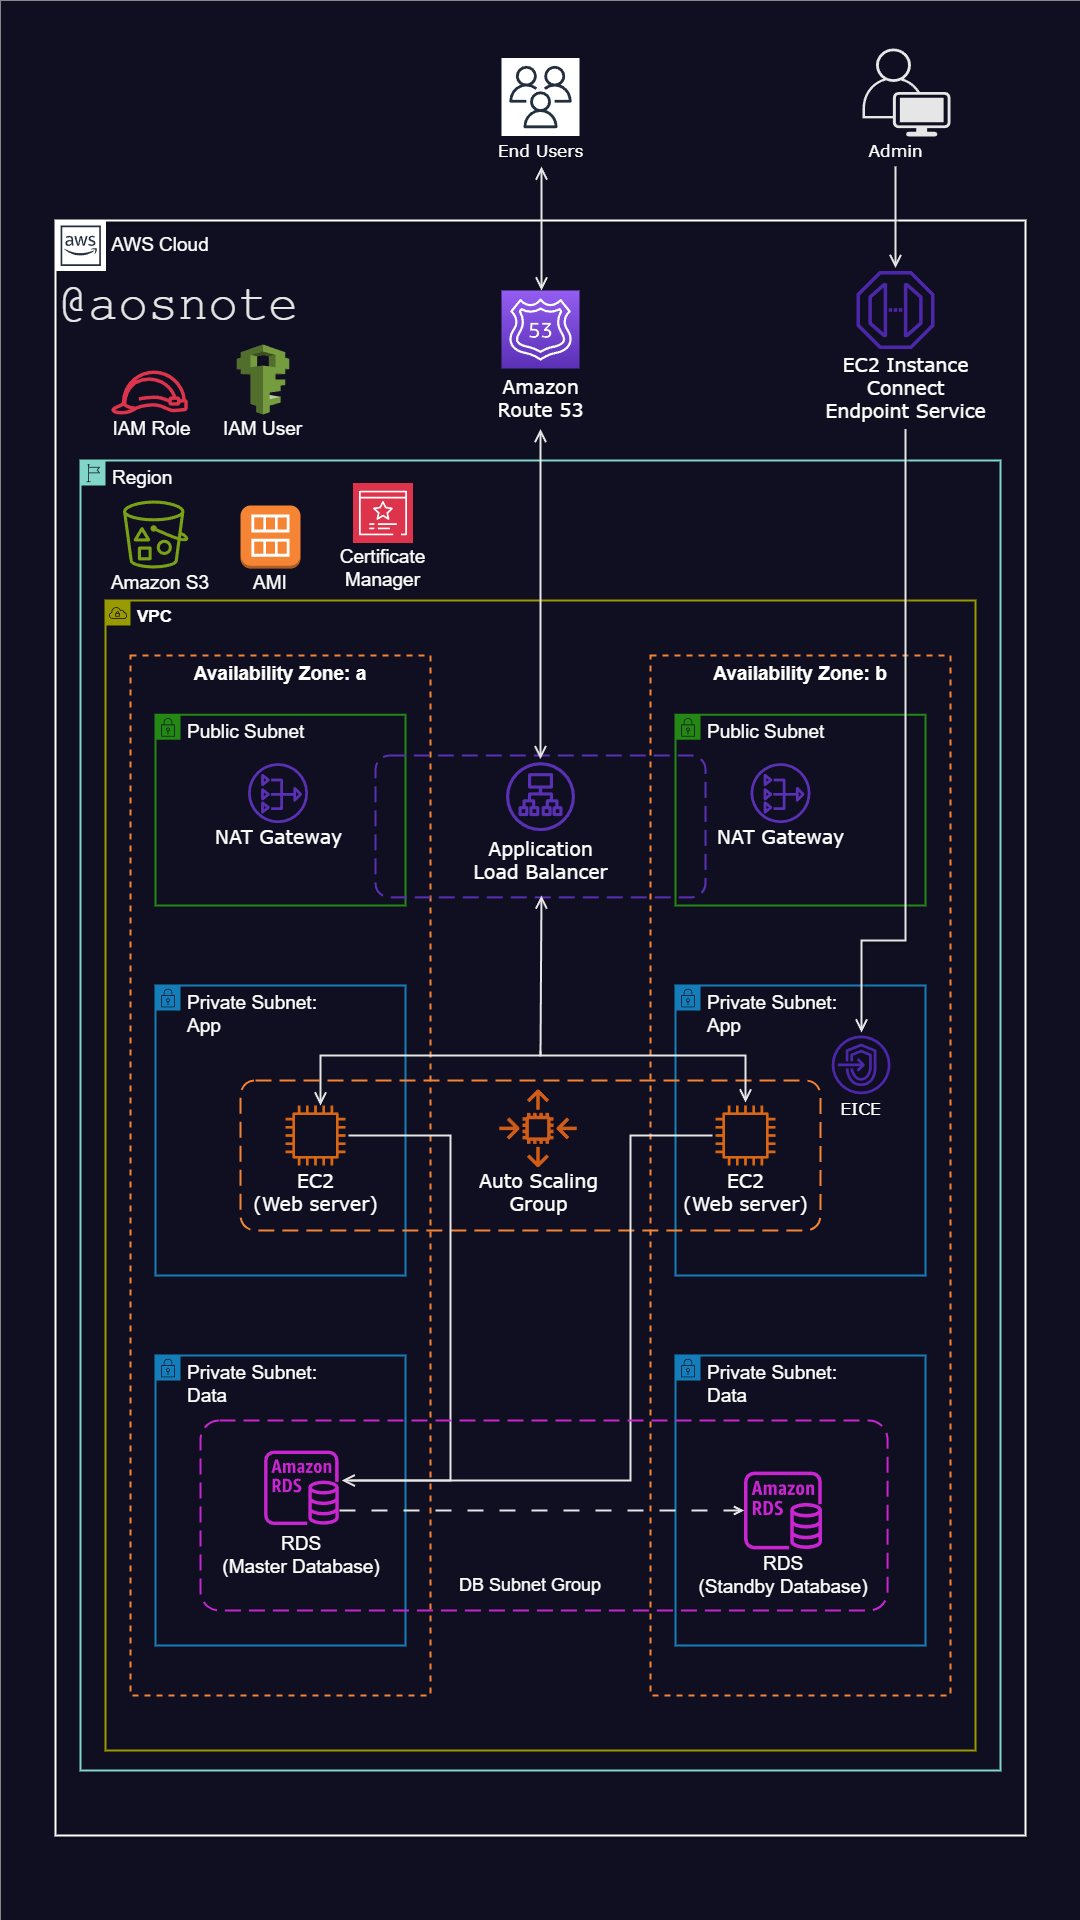 End Users
Admin
aws
AWS Cloud
@aosnote
53
Amazon
Route 53
EC2 Instance
Connect
Endpoint Service
IAM Role
IAM User
Region
Amazon S3
AMI
Certificate
Manager
VPC
Availability Zone: a
Availability Zone: b
Public Subnet
Public Subnet
NAT Gateway
Application
Load Balancer
NAT Gateway
Private Subnet:
App
Private Subnet:
App
EICE
EC2
(Web server)
Auto Scaling
Group
EC2
(Web server)
Private Subnet:
Data
Private Subnet:
Data
Amazon
RDS
RDS
(Master Database)
Amazon
RDS
RDS
(Standby Database)
DB Subnet Group